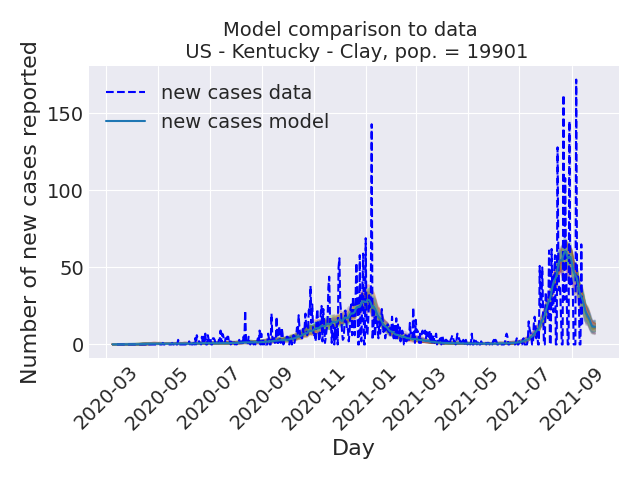 Model comparison to data
US - Kentucky - Clay, pop. = 19901
new cases data
new cases model
Number of new cases reported
150
100
50
0
2020-03
2020-05
2020-07
2020-09
2020-11
2021-01
2021-03
2021-05
2021-07
2021-09
Day